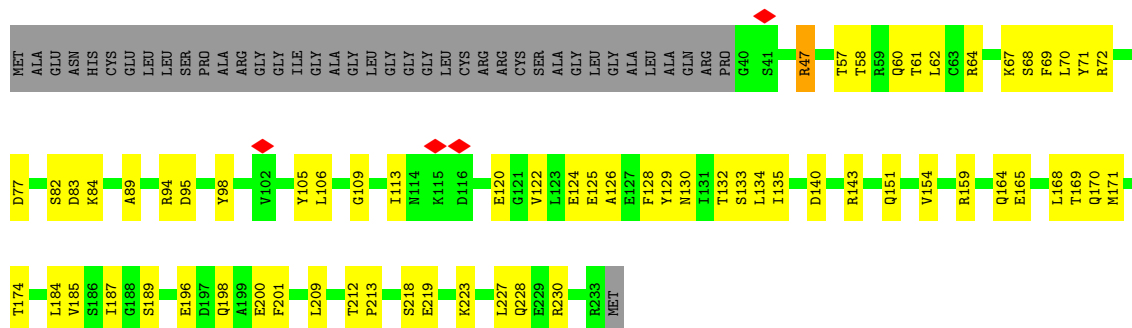 MET ALA GLU ASN HIS CYS GLU LEU LEU SER PRO ALA ARG GLY GLY ILE GLY ALA GLY LEU GLY GLY GLY LEU CYS ARG ARG CYS SER ALA GLY LEU GLY ALA LEU ALA GLN ARG PRO G40 S41 R47 T57 T58 R59 Q60 T61 L62 C63 R64 K67 S68 F69 L70 Y71 R72
D77 S82 D83 K84 A89 R94 D95 Y98 V102 Y105 L106 G109 I113 N114 K115 D116 E120 G121 V122 L123 E124 E125 A126 E127 F128 Y129 N130 I131 T132 S133 L134 I135 D140 R143 Q151 V154 R159 Q164 E165 L168 T169 Q170 M171
T174 L184 V185 S186 I187 G188 S189 E196 D197 Q198 A199 E200 F201 L209 T212 P213 S218 E219 K223 L227 Q228 E229 R230 R233 MET